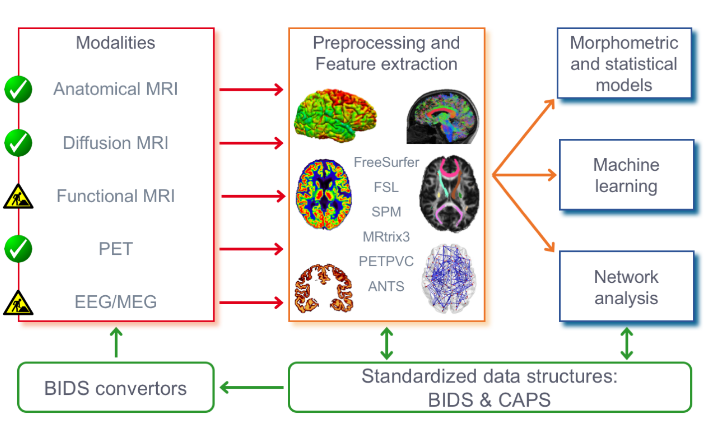 Modalities
Anatomical MRI
Diffusion MRI
Functional MRI
PET
EEG/MEG
Preprocessing and
Feature extraction
FreeSurfer
FSL
SPM
MRtrix3
PETPVC
ANTS
Morphometric
and statistical
models
Machine
learning
Network
analysis
BIDS convertors
Standardized data structures:
BIDS & CAPS